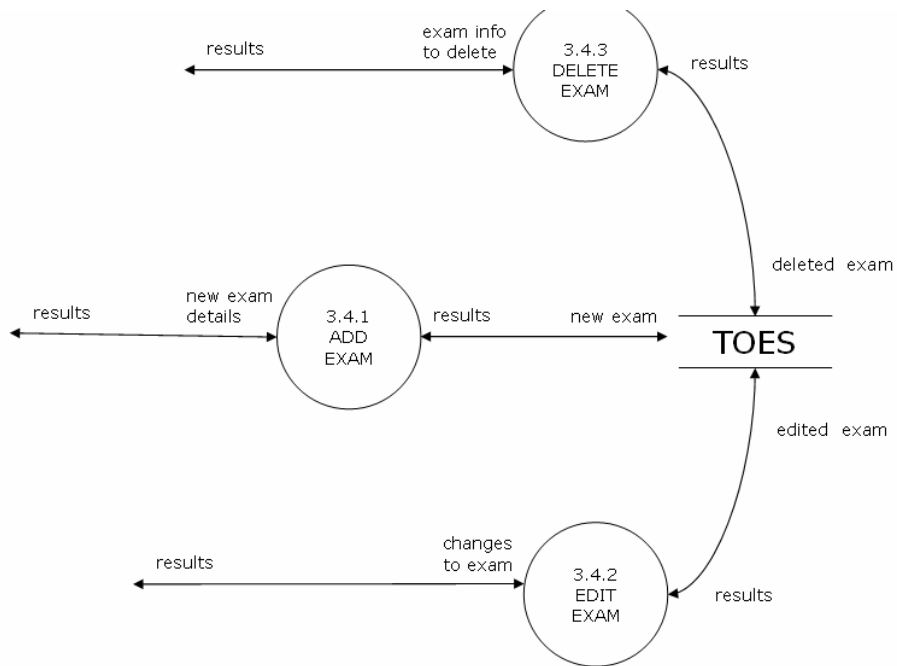 results
exam info
to delete
3.4.3
DELETE
EXAM
results
deleted exam
results
new exam
details
3.4.1
ADD
EXAM
results
new exam
TOES
edited exam
results
changes
to exam
3.4.2
EDIT
EXAM
results